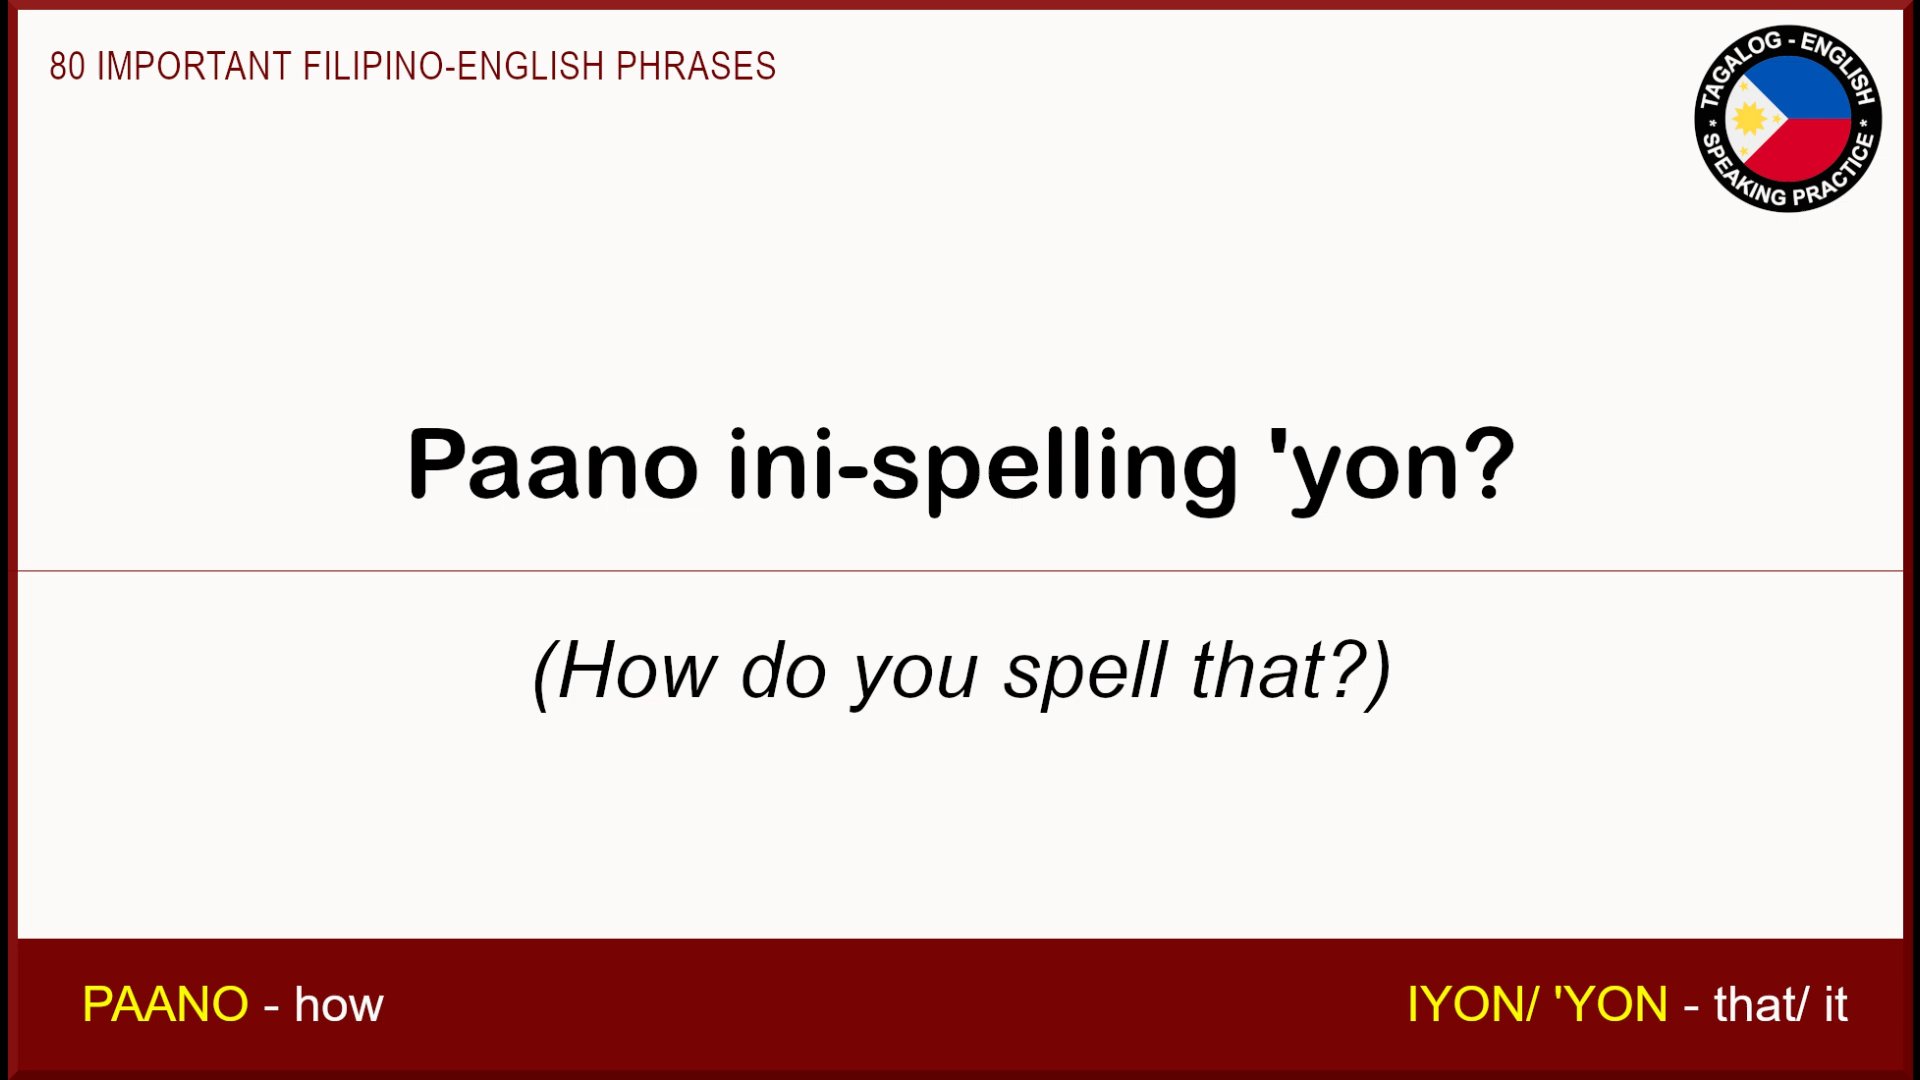 80 IMPORTANT FILIPINO-ENGLISH PHRASES
TAGALOG - ENGLISH
* SPEAKING PRACTICE *
Paano ini-spelling 'yon?
(How do you spell that?)
PAANO - how
IYON/ 'YON - that/ it